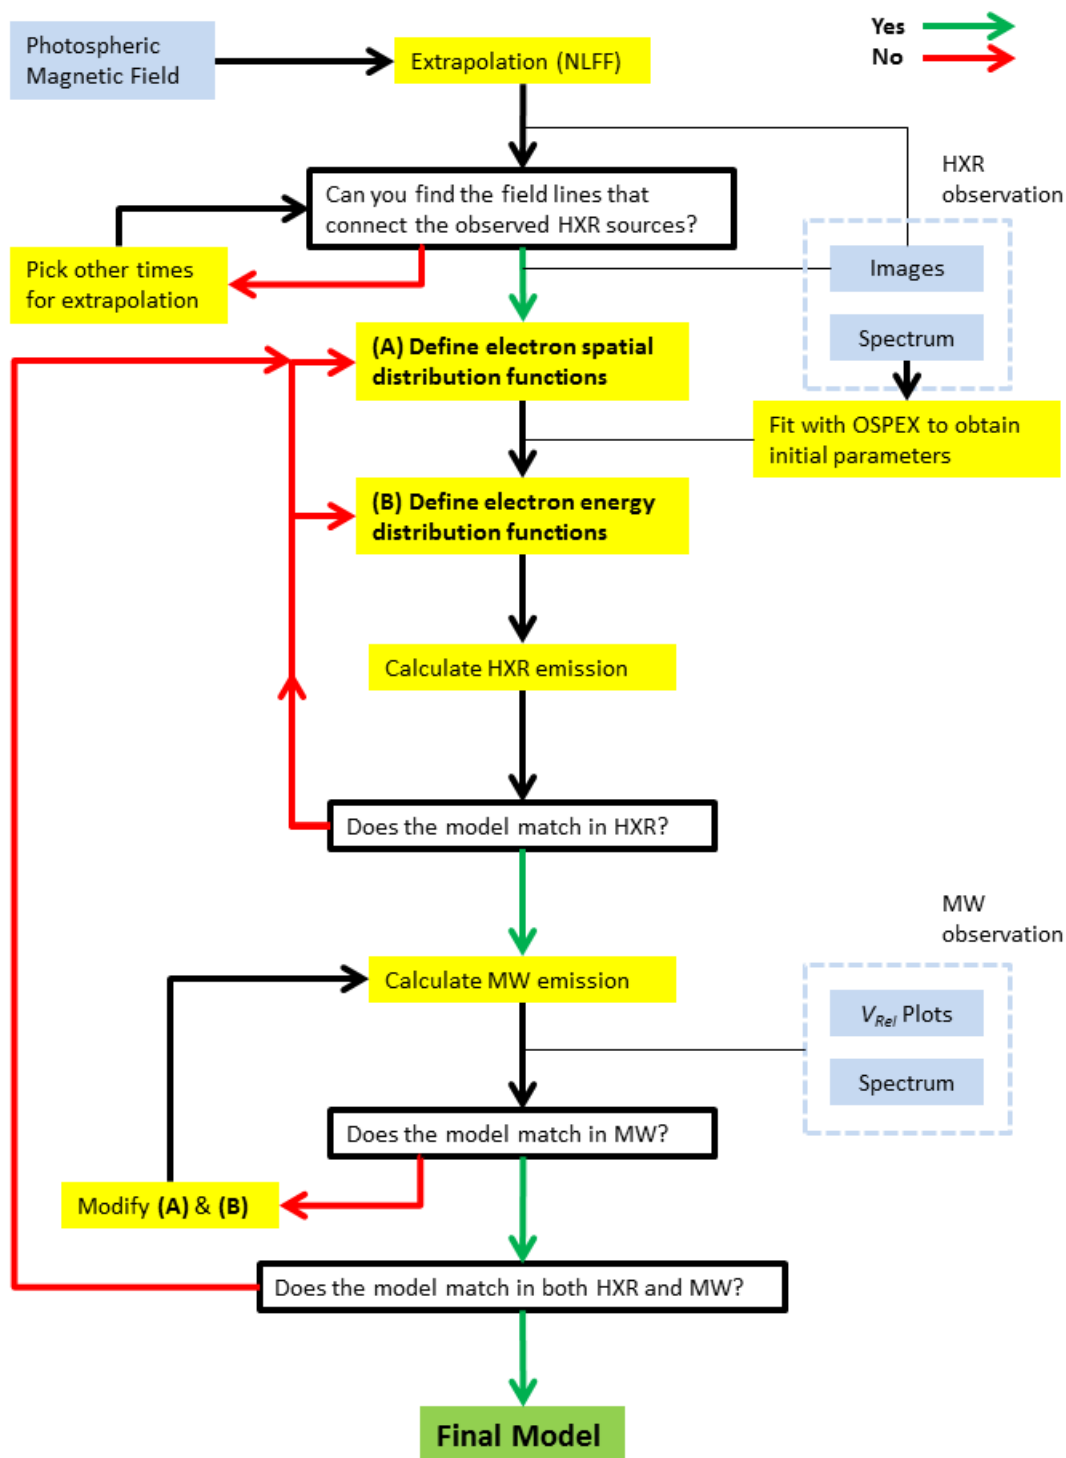 Photospheric
Magnetic Field
Extrapolation (NLFF)
Yes
No
Can you find the field lines that
connect the observed HXR sources?
HXR
observation
Pick other times
for extrapolation
Images
Spectrum
(A) Define electron spatial
distribution functions
Fit with OSPEX to obtain
initial parameters
(B) Define electron energy
distribution functions
Calculate HXR emission
Does the model match in HXR?
MW
observation
Calculate MW emission
V_Rel Plots
Spectrum
Does the model match in MW?
Modify (A) & (B)
Does the model match in both HXR and MW?
Final Model